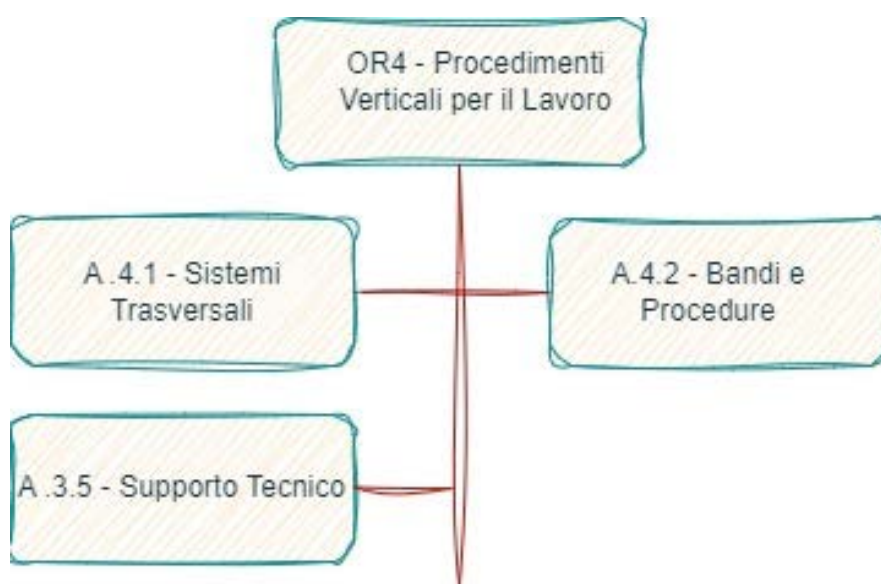 OR4 - Procedimenti
Verticali per il Lavoro
A .4.1 - Sistemi
Trasversali
A.4.2 - Bandi e
Procedure
A .3.5 - Supporto Tecnico